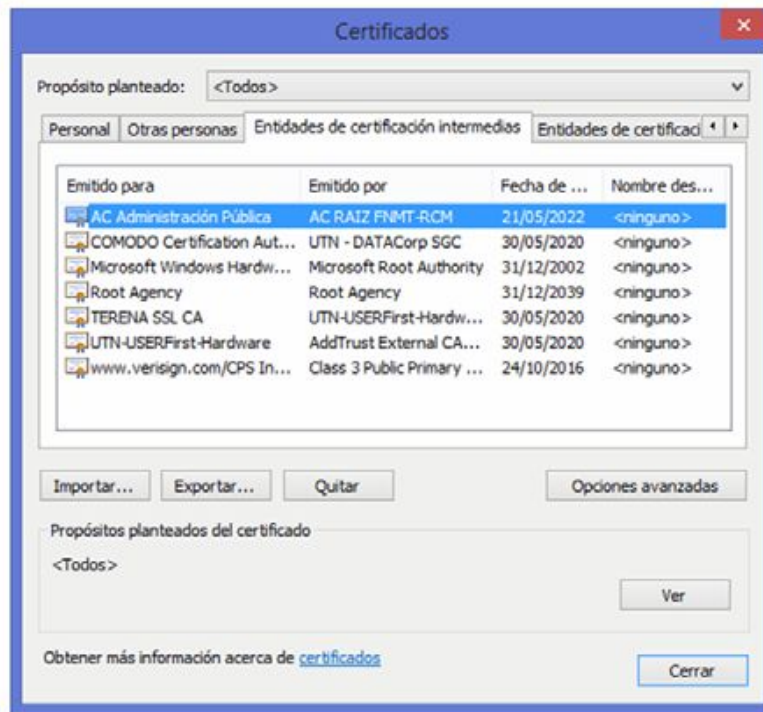 Certificados
Propósito planteado: <Todos>
Personal Otras personas Entidades de certificación intermedias Entidades de certificaci
Emitido para Emitido por Fecha de ... Nombre des...
AC Administración Pública AC RAIZ FNMT-RCM 21/05/2022 <ninguno>
COMODO Certification Aut... UTN - DATACorp SGC 30/05/2020 <ninguno>
Microsoft Windows Hardw... Microsoft Root Authority 31/12/2002 <ninguno>
Root Agency Root Agency 31/12/2039 <ninguno>
TERENA SSL CA UTN-USERFirst-Hardw... 30/05/2020 <ninguno>
UTN-USERFirst-Hardware AddTrust External CA... 30/05/2020 <ninguno>
www.verisign.com/CPS In... Class 3 Public Primary ... 24/10/2016 <ninguno>
Importar... Exportar... Quitar Opciones avanzadas
Propósitos planteados del certificado
<Todos>
Ver
Obtener más información acerca de certificados
Cerrar